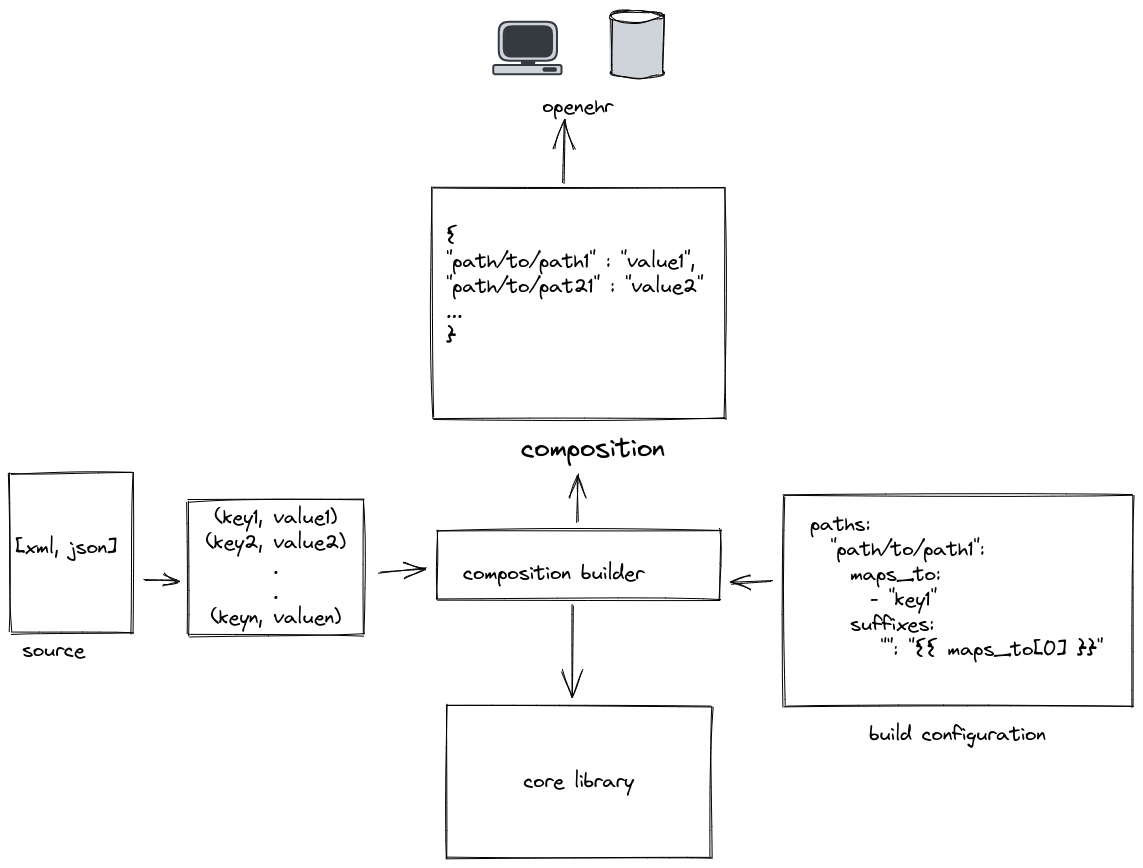 openehr
{
"path/to/path1" : "value1",
"path/to/pat21" : "value2"
...
}
composition
[xml, json]
source
(key1, value1)
(key2, value2)
.
.
(keyn, valuen)
composition builder
paths:
"path/to/path1":
maps_to:
- "key1"
suffixes:
"": "{{ maps_to[0] }}"
build configuration
core library